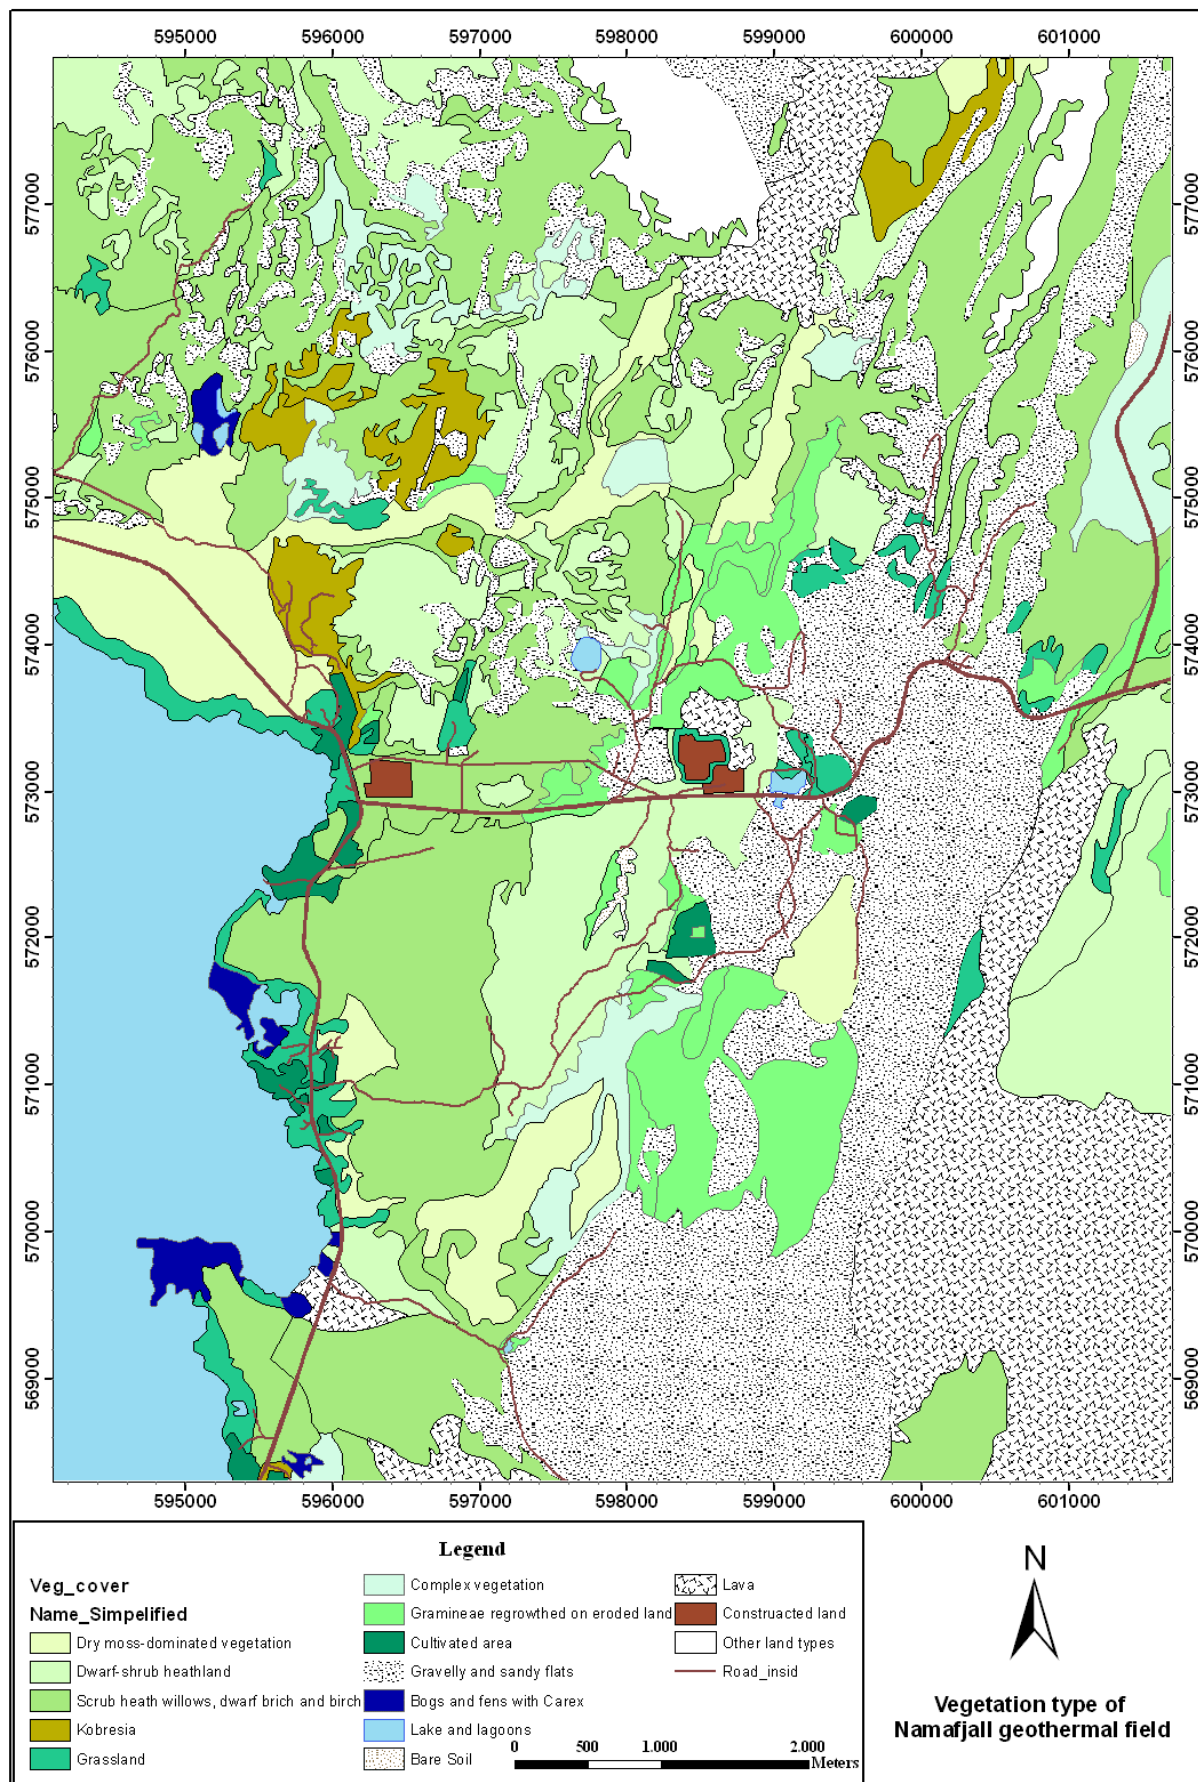 595000 596000 597000 598000 599000 600000 601000
577000 577000
576000 576000
575000 575000
574000 574000
573000 573000
572000 572000
571000 571000
570000 570000
569000 569000
595000 596000 597000 598000 599000 600000 601000
Legend
Veg_cover
Name_Simpelified
Dry moss-dominated vegetation
Dwarf-shrub heathland
Scrub heath willows, dwarf brich and birch
Kobresia
Grassland
Complex vegetation
Gramineae regrowthed on eroded land
Cultivated area
Gravelly and sandy flats
Bogs and fens with Carex
Lake and lagoons
Bare Soil
Lava
Construacted land
Other land types
Road_insid
0 500 1.000 2.000
Meters
N
Vegetation type of
Namafjall geothermal field